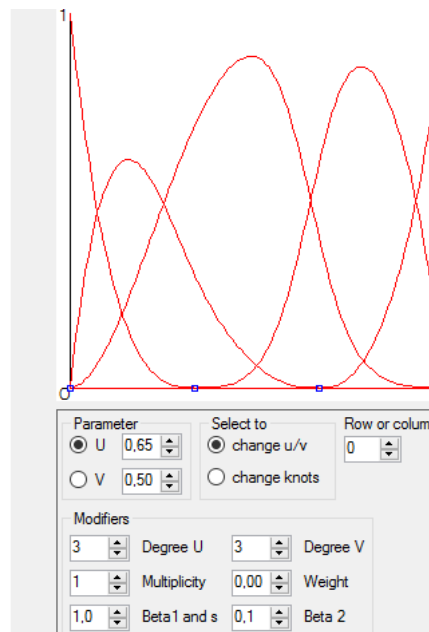 1
0
Parameter Select to Row or colum
U 0,65 change u/v 0
V 0,50 change knots
Modifiers
3 Degree U 3 Degree V
1 Multiplicity 0,00 Weight
1,0 Beta1 and s 0,1 Beta 2